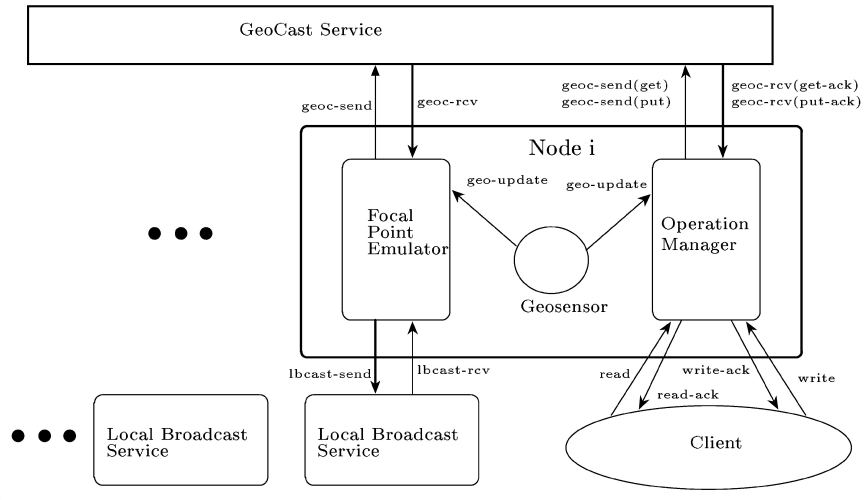 GeoCast Service
geoc-send
geoc-rcv
geoc-send(get)
geoc-send(put)
geoc-rcv(get-ack)
geoc-rcv(put-ack)
Node i
geo-update
geo-update
Focal
Point
Emulator
Operation
Manager
Geosensor
lbcast-send
lbcast-rcv
read
write-ack
write
read-ack
Local Broadcast
Service
Local Broadcast
Service
Client